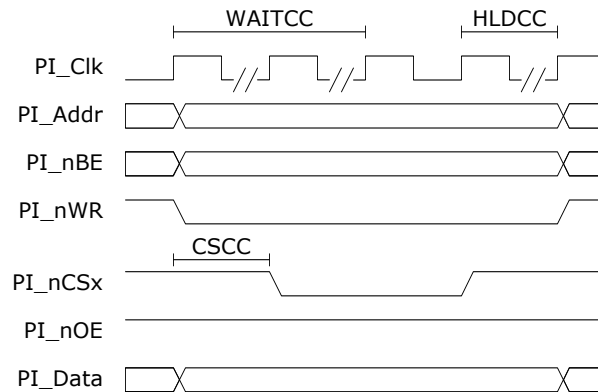 WAITCC HLDCC
PI_Clk
PI_Addr
PI_nBE
PI_nWR
CSCC
PI_nCSx
PI_nOE
PI_Data